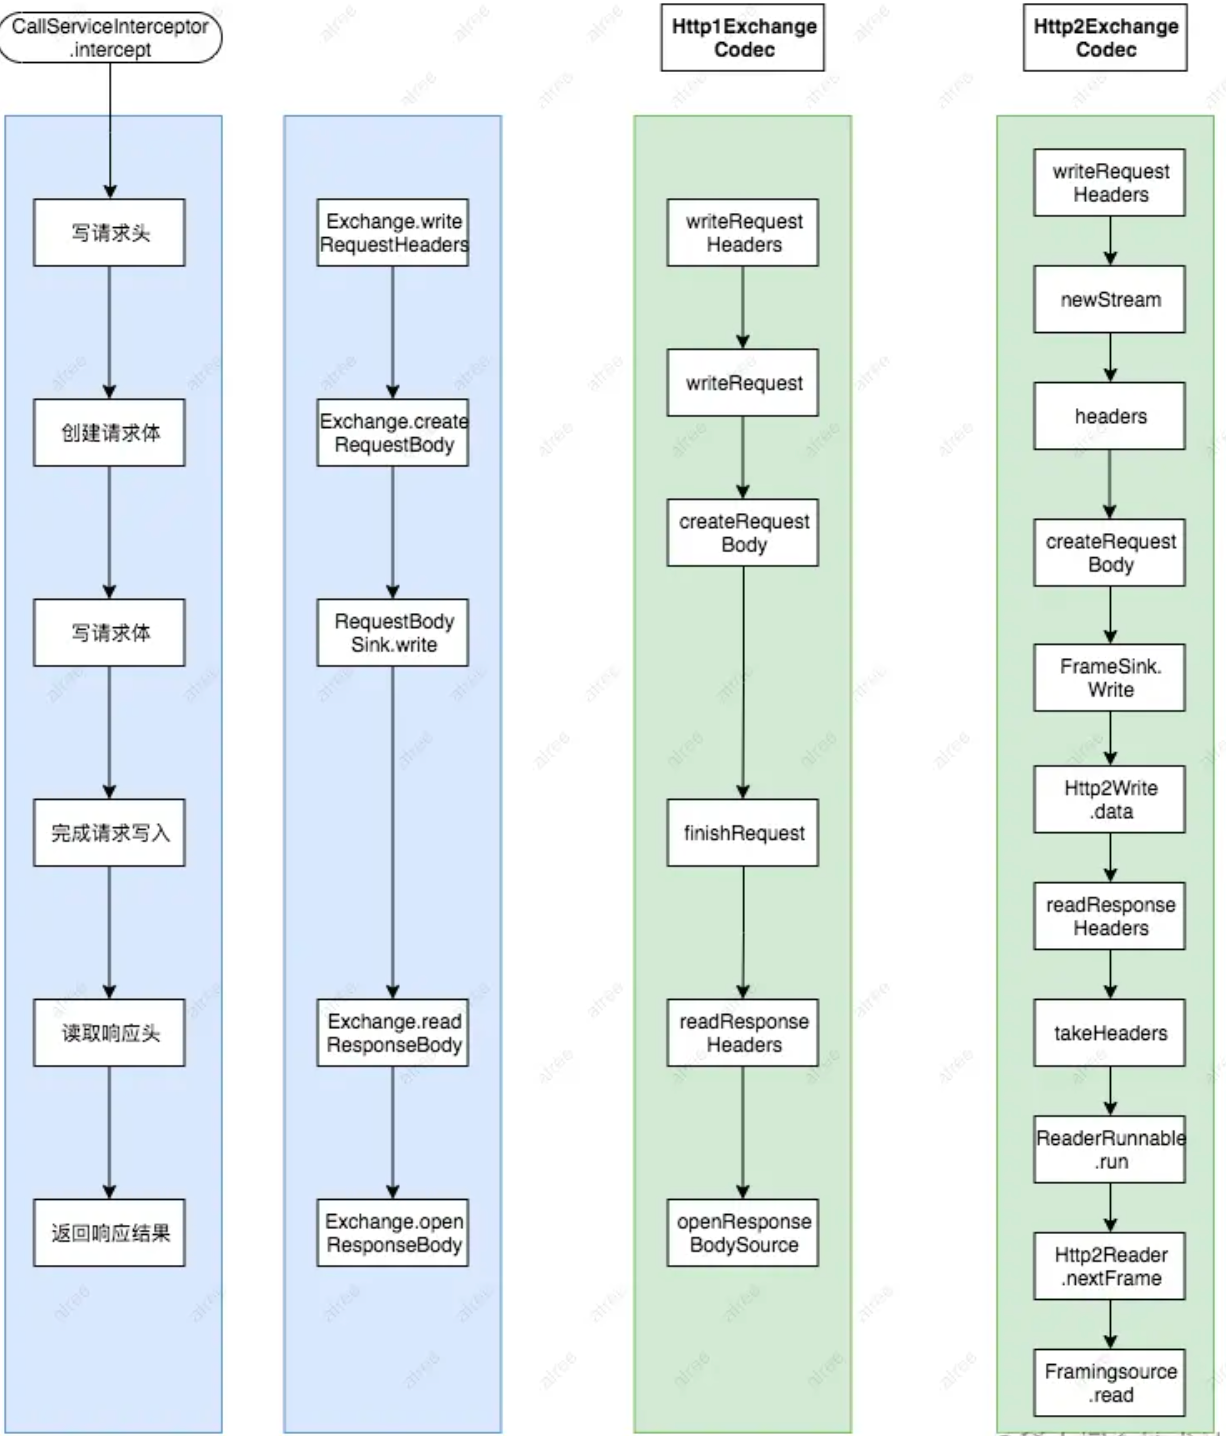 CallServiceInterceptor
.intercept
写请求头
创建请求体
写请求体
完成请求写入
读取响应头
返回响应结果
Exchange.write
RequestHeaders
Exchange.create
RequestBody
RequestBody
Sink.write
Exchange.read
ResponseBody
Exchange.open
ResponseBody
Http1Exchange
Codec
writeRequest
Headers
writeRequest
createRequest
Body
finishRequest
readResponse
Headers
openResponse
BodySource
Http2Exchange
Codec
writeRequest
Headers
newStream
headers
createRequest
Body
FrameSink.
Write
Http2Write
.data
readResponse
Headers
takeHeaders
ReaderRunnable
.run
Http2Reader
.nextFrame
Framingsource
.read